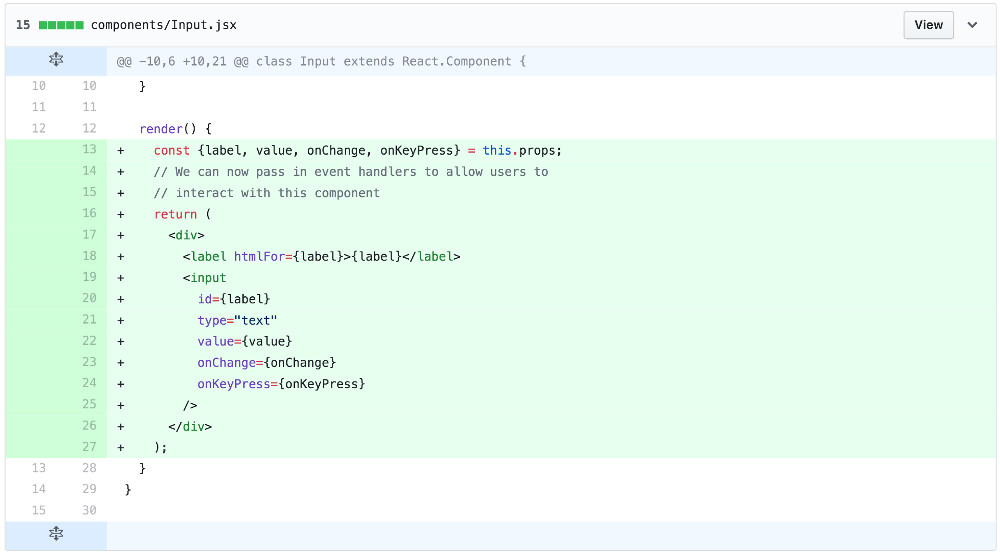 15 components/Input.jsx View
@@ -10,6 +10,21 @@ class Input extends React.Component {
10 10 }
11 11
12 12 render() {
13 + const {label, value, onChange, onKeyPress} = this.props;
14 + // We can now pass in event handlers to allow users to
15 + // interact with this component
16 + return (
17 + <div>
18 + <label htmlFor={label}>{label}</label>
19 + <input
20 + id={label}
21 + type="text"
22 + value={value}
23 + onChange={onChange}
24 + onKeyPress={onKeyPress}
25 + />
26 + </div>
27 + );
13 28 }
14 29 }
15 30